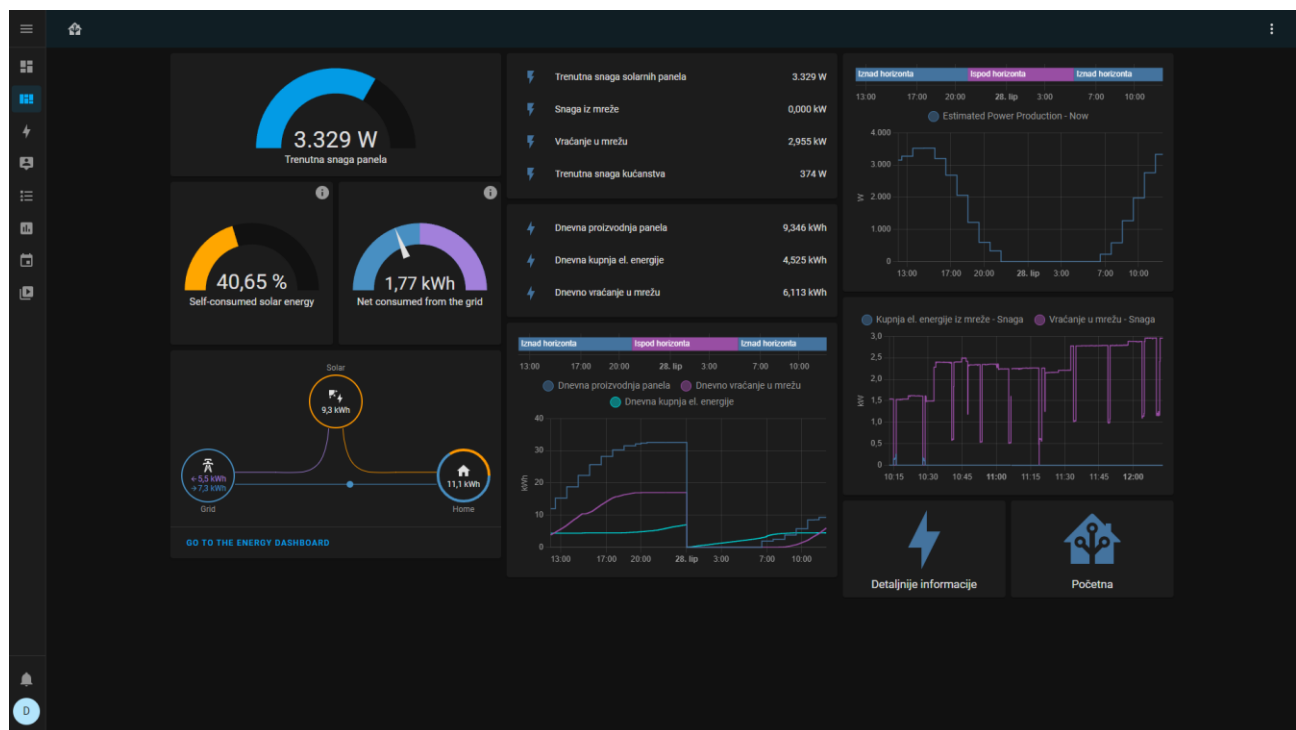 3.329 W
Trenutna snaga panela
40,65 %
Self-consumed solar energy
1,77 kWh
Net consumed from the grid
Solar
9,3 kWh
←5,5 kWh
→7,3 kWh
Grid
11,1 kWh
Home
GO TO THE ENERGY DASHBOARD
Trenutna snaga solarnih panela 3.329 W
Snaga iz mreže 0,000 kW
Vraćanje u mrežu 2,955 kW
Trenutna snaga kućanstva 374 W
Dnevna proizvodnja panela 9,346 kWh
Dnevna kupnja el. energije 4,525 kWh
Dnevno vraćanje u mrežu 6,113 kWh
Iznad horizonta Ispod horizonta Iznad horizonta
13:00 17:00 20:00 28. lip 3:00 7:00 10:00
Dnevna proizvodnja panela Dnevno vraćanje u mrežu
Dnevna kupnja el. energije
40
30
20
10
0
kWh
13:00 17:00 20:00 28. lip 3:00 7:00 10:00
Iznad horizonta Ispod horizonta Iznad horizonta
13:00 17:00 20:00 28. lip 3:00 7:00 10:00
Estimated Power Production - Now
4.000
3.000
2.000
1.000
0
W
13:00 17:00 20:00 28. lip 3:00 7:00 10:00
Kupnja el. energije iz mreže - Snaga Vraćanje u mrežu - Snaga
3,0
2,5
2,0
1,5
1,0
0,5
0
kW
10:15 10:30 10:45 11:00 11:15 11:30 11:45 12:00
Detaljnije informacije
Početna
D